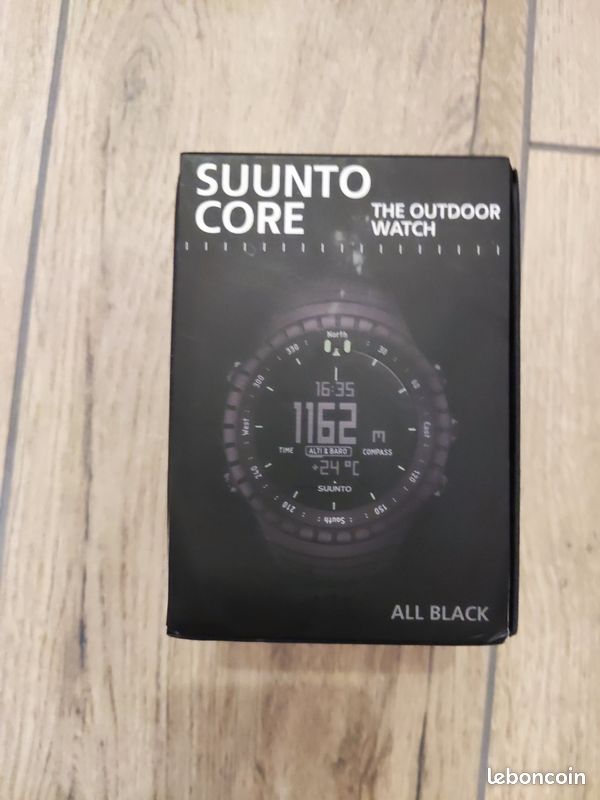 SUUNTO
CORE
THE OUTDOOR
WATCH
North
330
30
300
60
16:35
1162 m
West
East
TIME
ALTI & BARO
COMPASS
+24 °C
240
120
SUUNTO
210
150
South
ALL BLACK
leboncoin